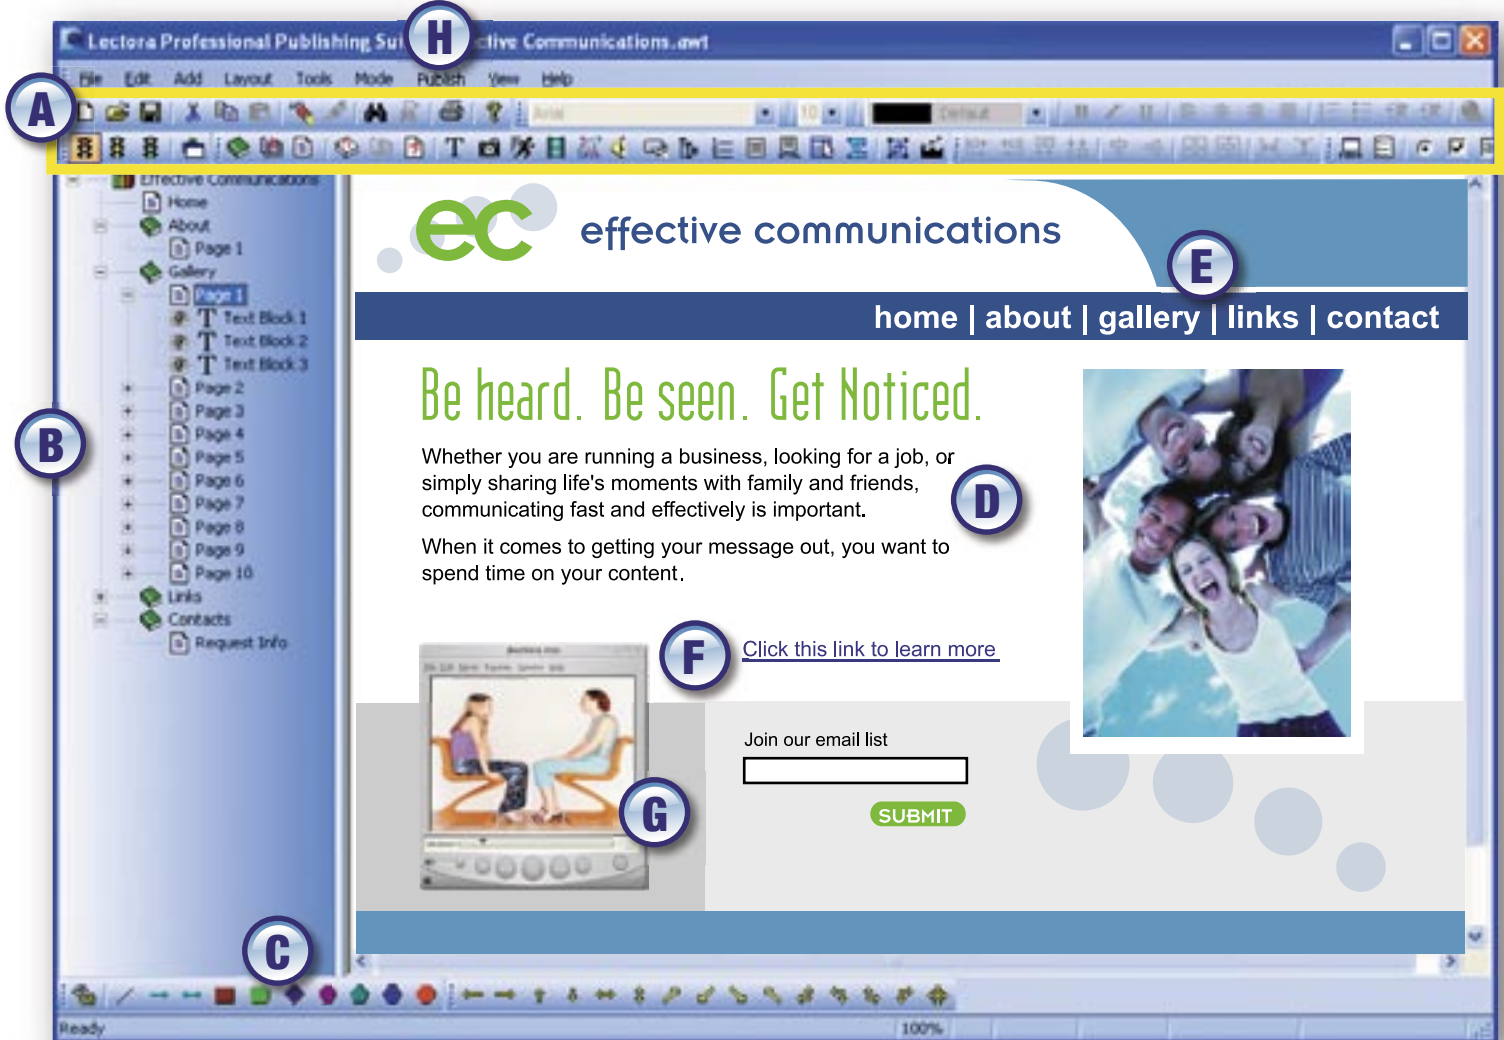 Lectora Professional Publishing Su
H
ctive Communications.awt
File Edit Add Layout Tools Mode Publish View Help
A
Arial
10
Default
Effective Communications
Home
About
Page 1
Gallery
Page 1
Text Block 1
Text Block 2
Text Block 3
Page 2
Page 3
Page 4
Page 5
Page 6
Page 7
Page 8
Page 9
Page 10
Links
Contacts
Request Info
B
C
ec effective communications
E
home | about | gallery | links | contact
Be heard. Be seen. Get Noticed.
Whether you are running a business, looking for a job, or
simply sharing life's moments with family and friends,
communicating fast and effectively is important.
D
When it comes to getting your message out, you want to
spend time on your content.
F
Click this link to learn more
Join our email list
G
SUBMIT
Ready
100%